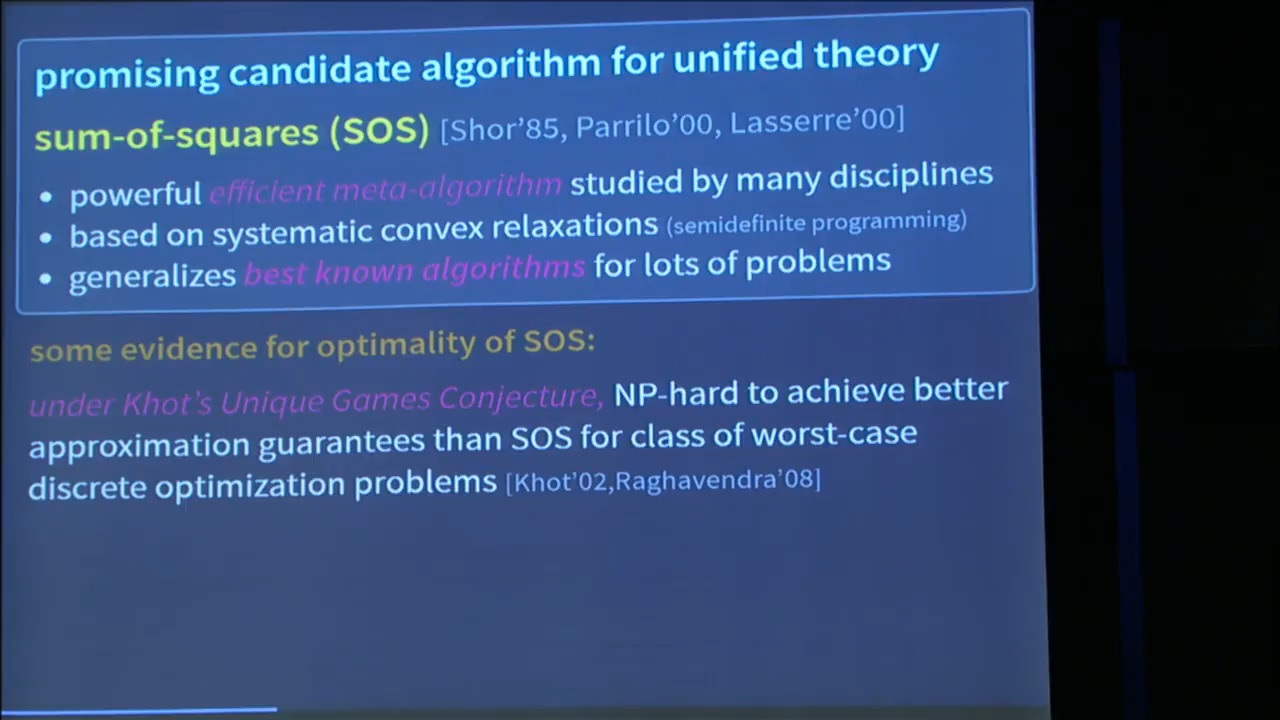 promising candidate algorithm for unified theory
sum-of-squares (SOS) [Shor’85, Parrilo’00, Lasserre’00]
• powerful efficient meta-algorithm studied by many disciplines
• based on systematic convex relaxations (semidefinite programming)
• generalizes best known algorithms for lots of problems
some evidence for optimality of SOS:
under Khot’s Unique Games Conjecture, NP-hard to achieve better
approximation guarantees than SOS for class of worst-case
discrete optimization problems [Khot’02,Raghavendra’08]